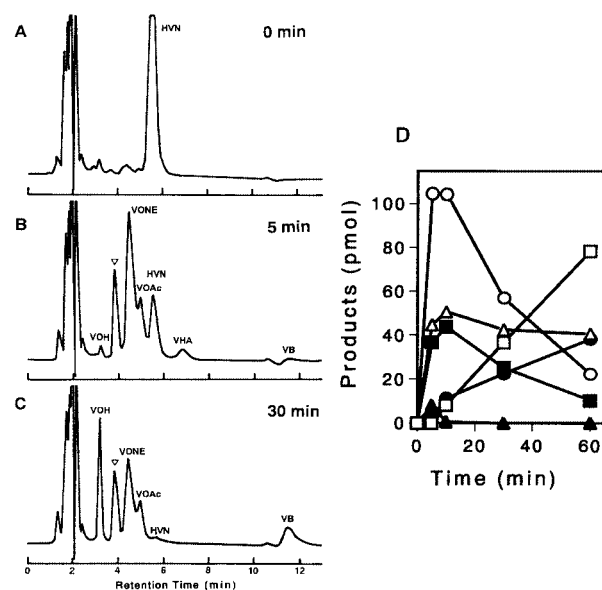 A
HVN
0 min
B
5 min
VONE
▽
VOAc
HVN
VOH
VHA
VB
C
30 min
VOH
VONE
▽
VOAc
HVN
VB
0 2 4 6 8 10 12
Retention Time (min)
D
Products (pmol)
100
80
60
40
20
0
0 20 40 60
Time (min)